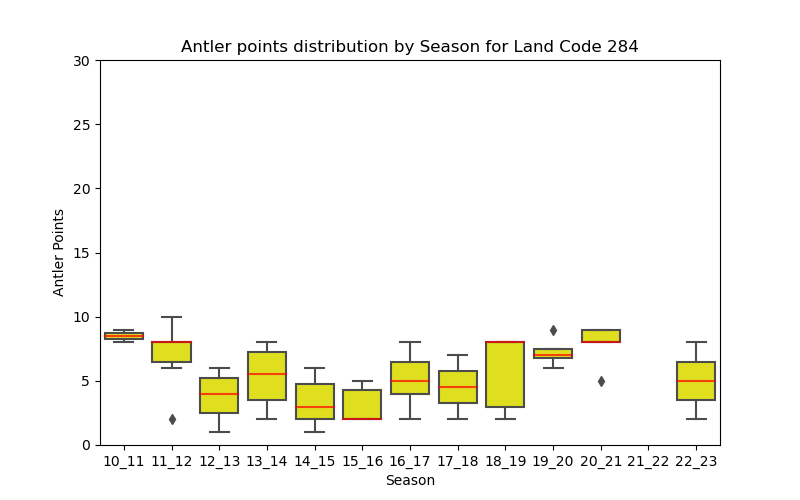 Antler points distribution by Season for Land Code 284
30
25
20
15
10
5
0
Antler Points
10_11 11_12 12_13 13_14 14_15 15_16 16_17 17_18 18_19 19_20 20_21 21_22 22_23
Season